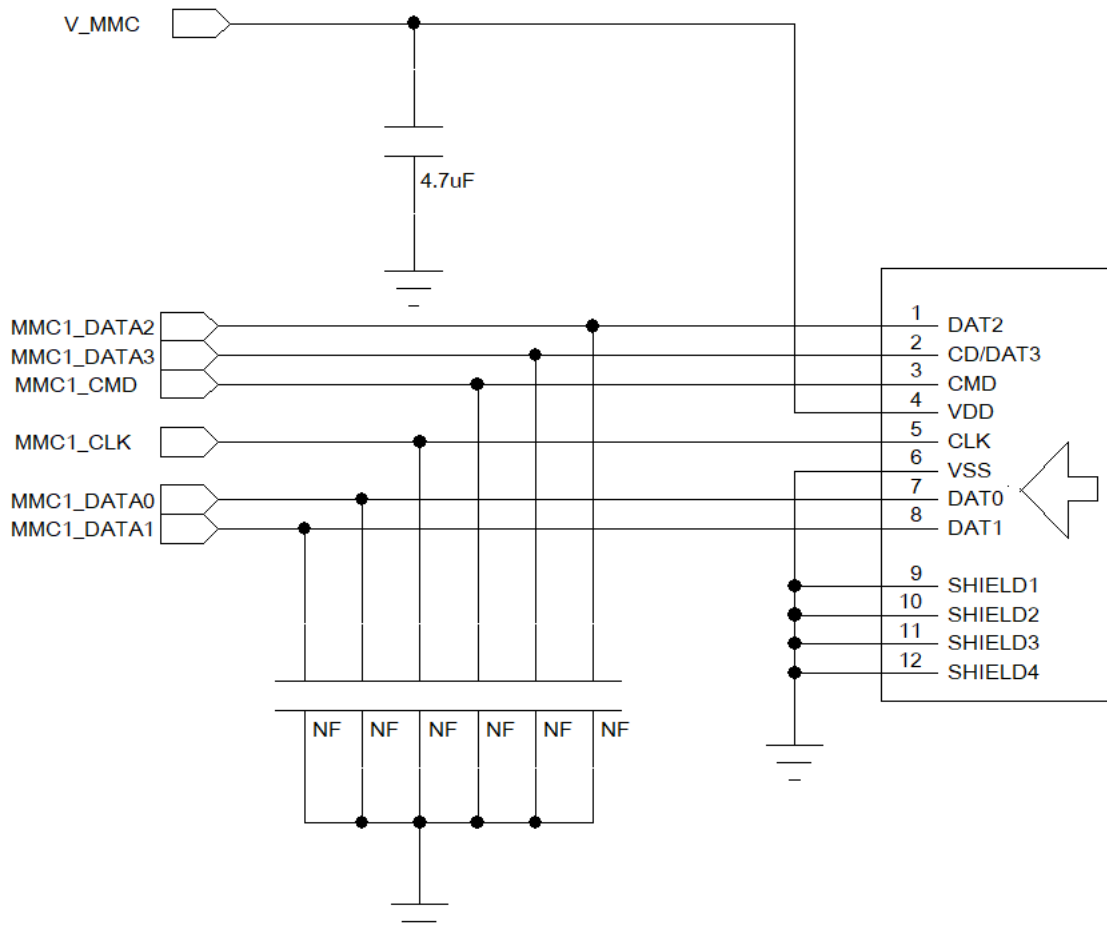 V_MMC
4.7uF
MMC1_DATA2
1 DAT2
MMC1_DATA3
2 CD/DAT3
MMC1_CMD
3 CMD
4 VDD
MMC1_CLK
5 CLK
6 VSS
MMC1_DATA0
7 DAT0
MMC1_DATA1
8 DAT1
9 SHIELD1
10 SHIELD2
11 SHIELD3
12 SHIELD4
NF NF NF NF NF NF